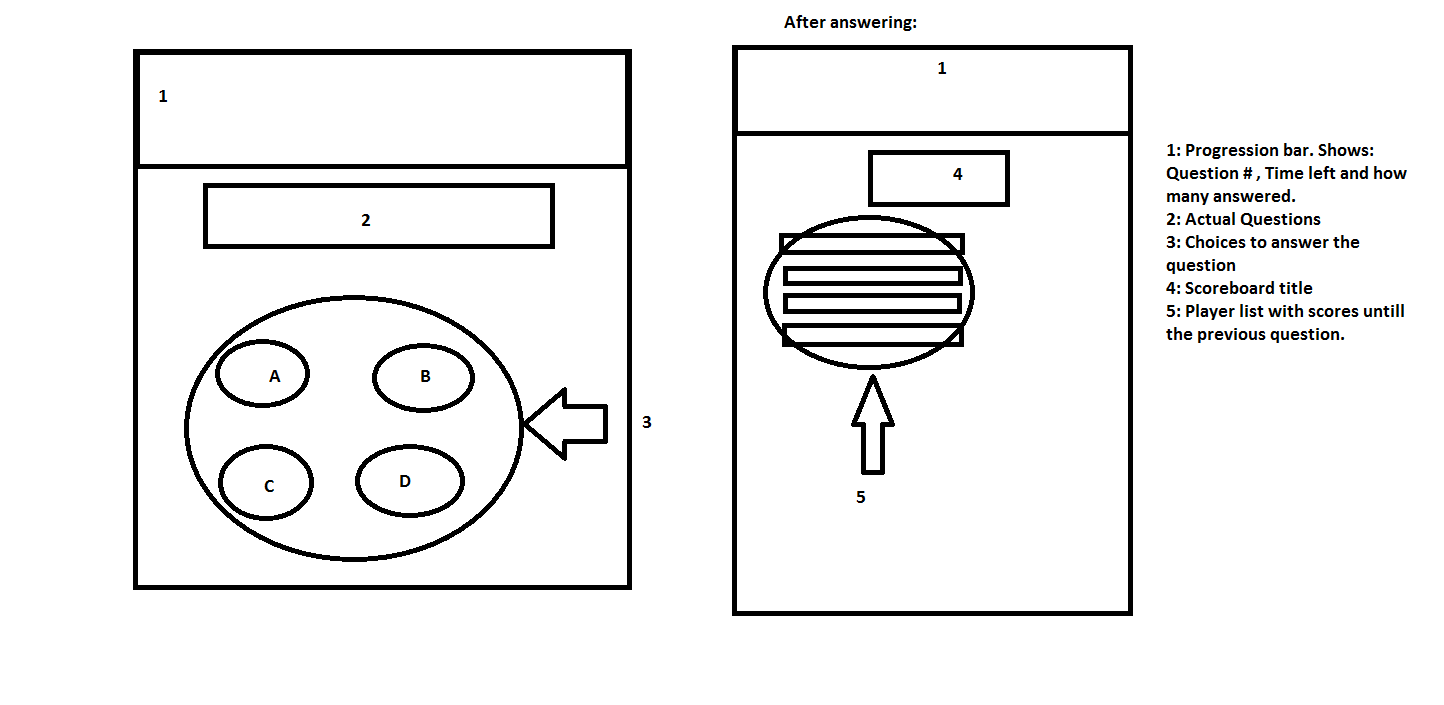 After answering:
1
2
A
B
C
D
3
1
4
5
1: Progression bar. Shows:
Question # , Time left and how
many answered.
2: Actual Questions
3: Choices to answer the
question
4: Scoreboard title
5: Player list with scores untill
the previous question.